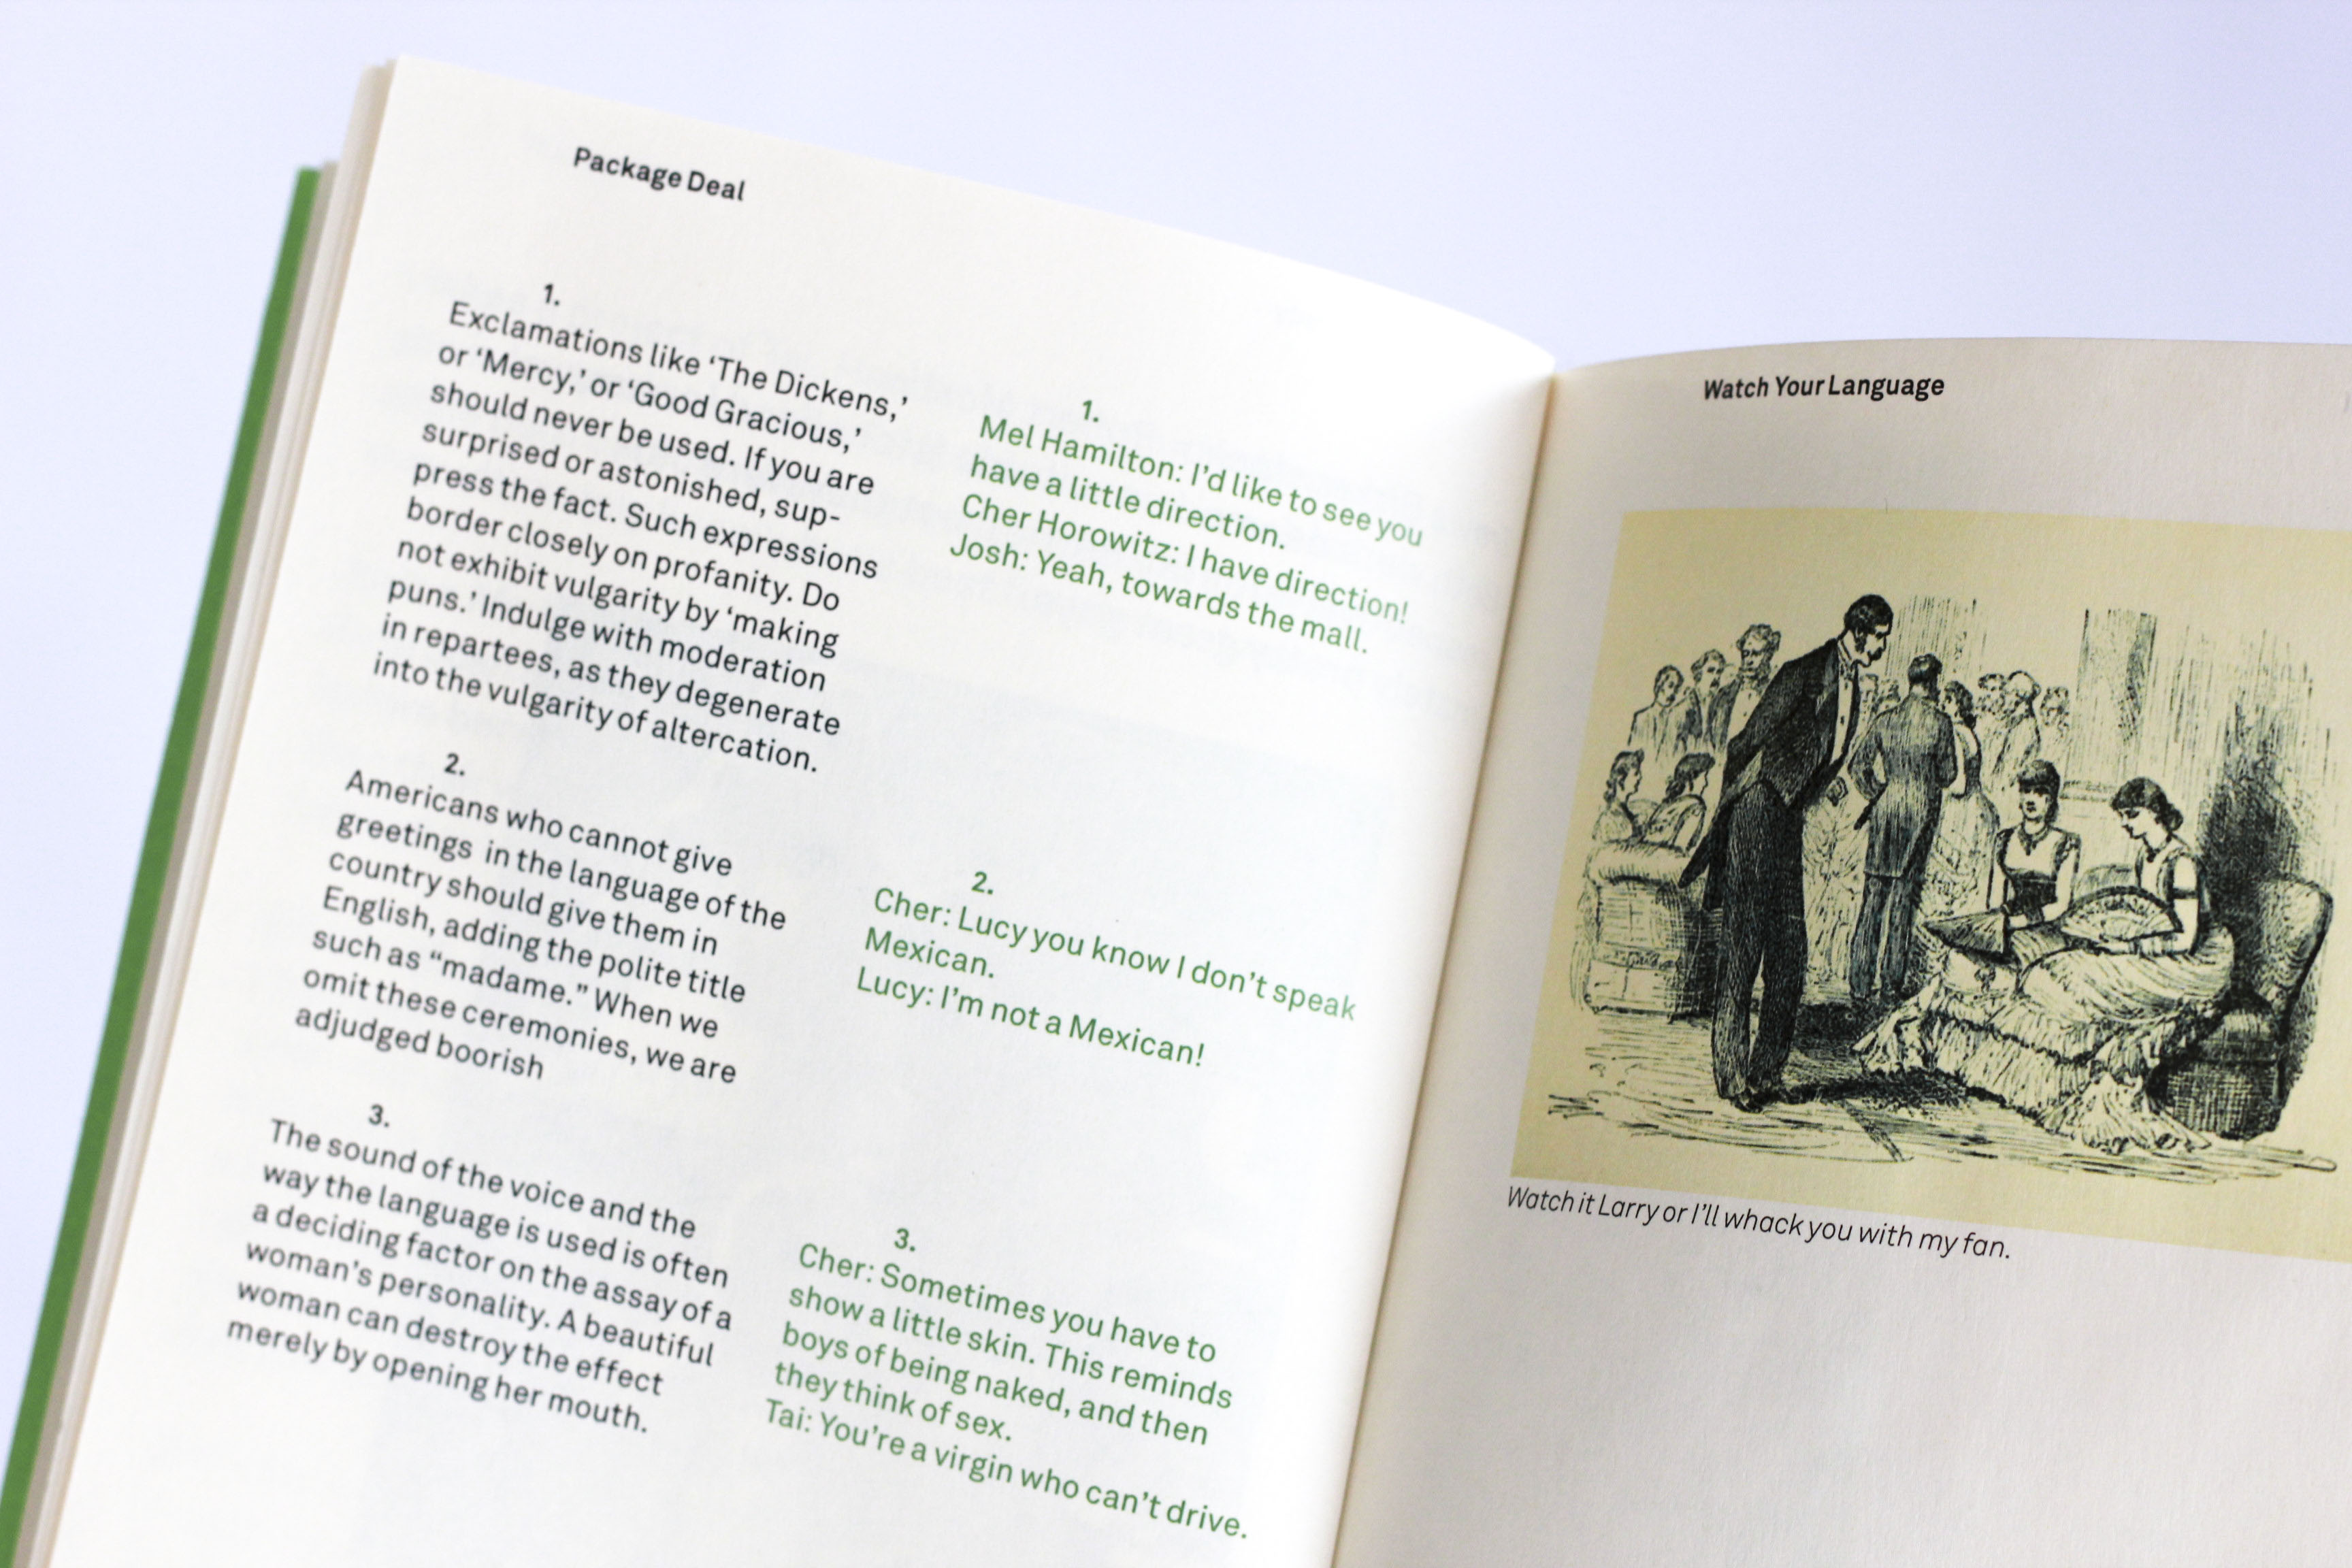 Package Deal
1.
Exclamations like ‘The Dickens,’
or ‘Mercy,’ or ‘Good Gracious,’
should never be used. If you are
surprised or astonished, sup-
press the fact. Such expressions
border closely on profanity. Do
not exhibit vulgarity by ‘making
puns.’ Indulge with moderation
in repartees, as they degenerate
into the vulgarity of altercation.
2.
Americans who cannot give
greetings in the language of the
country should give them in
English, adding the polite title
such as “madame.” When we
omit these ceremonies, we are
adjudged boorish
3.
The sound of the voice and the
way the language is used is often
a deciding factor on the assay of a
woman’s personality. A beautiful
woman can destroy the effect
merely by opening her mouth.
1.
Mel Hamilton: I’d like to see you
have a little direction.
Cher Horowitz: I have direction!
Josh: Yeah, towards the mall.
2.
Cher: Lucy you know I don’t speak
Mexican.
Lucy: I’m not a Mexican!
3.
Cher: Sometimes you have to
show a little skin. This reminds
boys of being naked, and then
they think of sex.
Tai: You’re a virgin who can’t drive.
Watch Your Language
Watch it Larry or I’ll whack you with my fan.